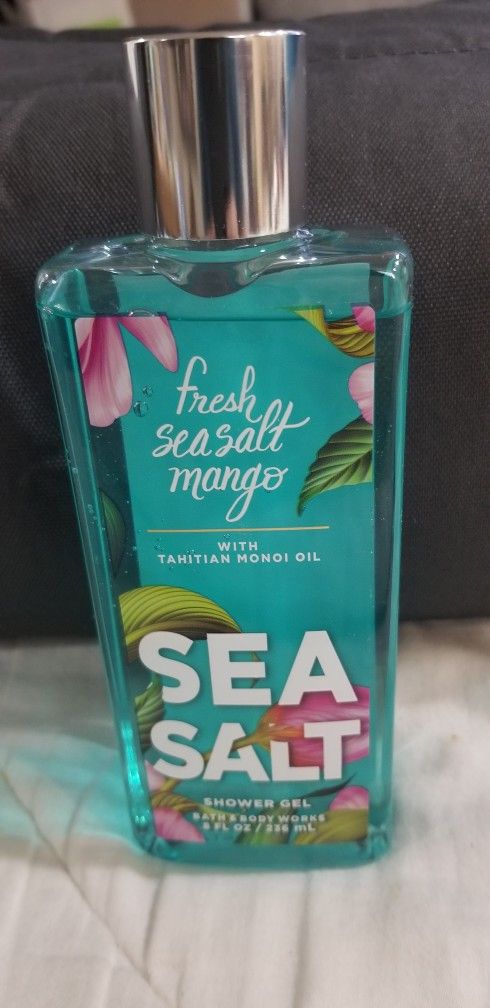 fresh
sea salt
mango
WITH
TAHITIAN MONOI OIL
SEA
SALT
SHOWER GEL
BATH & BODY WORKS
8 FL OZ / 236 mL